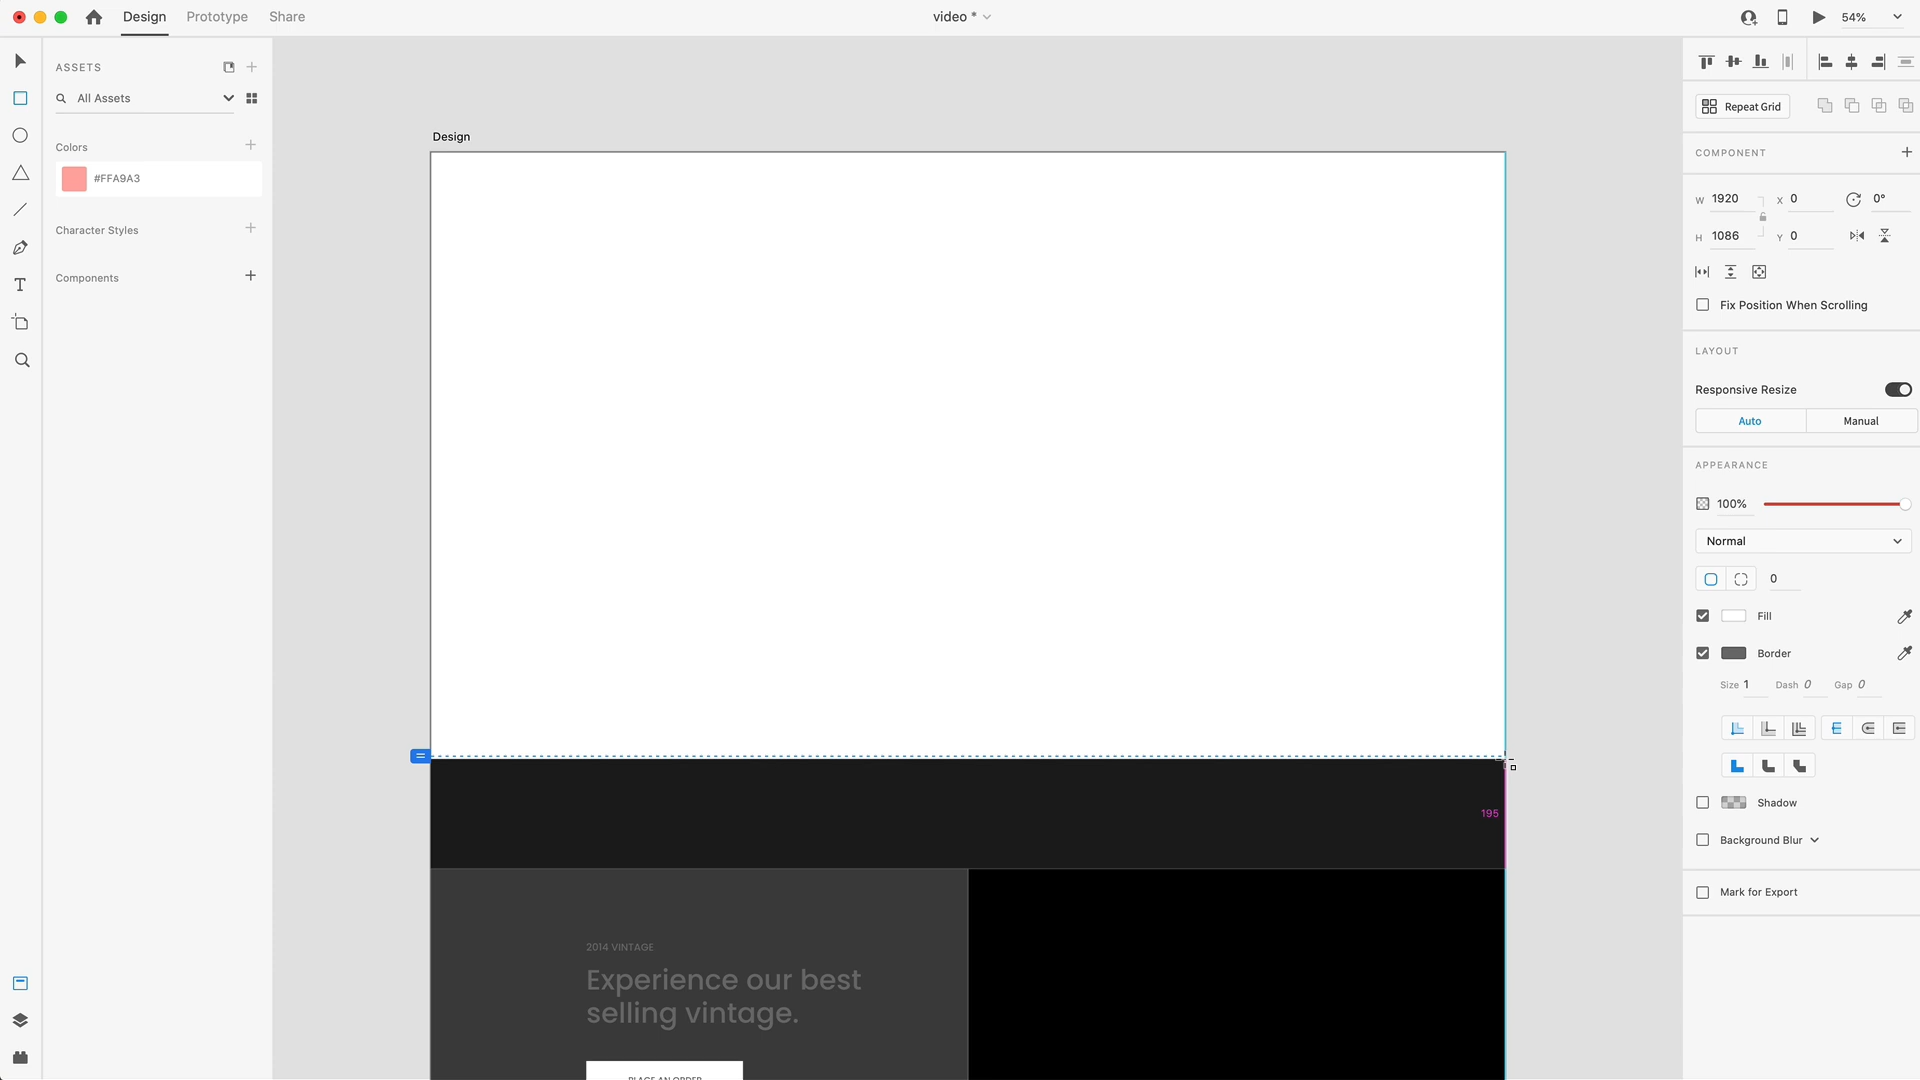 Design
Prototype
Share
video *
54%
ASSETS
All Assets
Colors
#FFA9A3
Character Styles
Components
Design
195
2014 VINTAGE
Experience our best
selling vintage.
PLACE AN ORDER
Repeat Grid
COMPONENT
W 1920 X 0 0°
H 1086 Y 0
Fix Position When Scrolling
LAYOUT
Responsive Resize
Auto Manual
APPEARANCE
100%
Normal
0
Fill
Border
Size 1 Dash 0 Gap 0
Shadow
Background Blur
Mark for Export